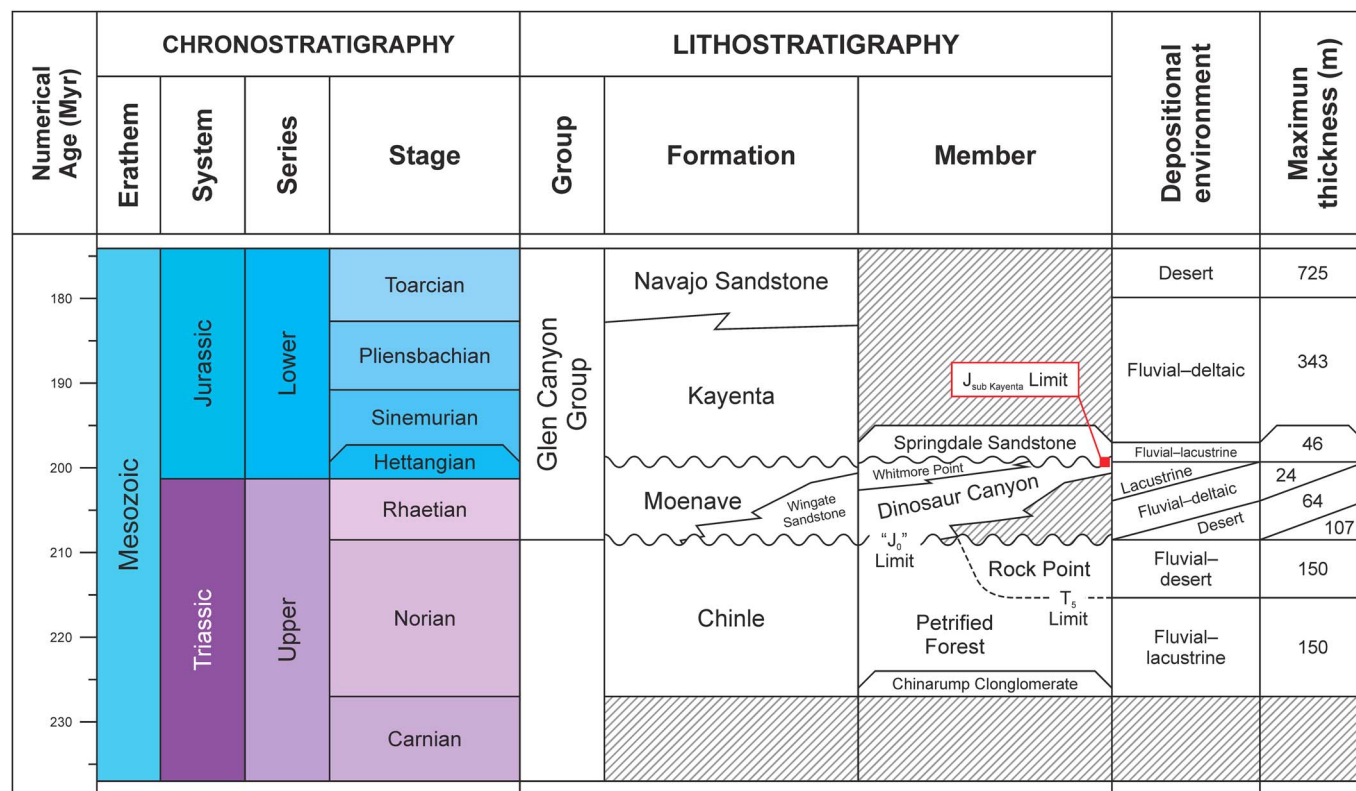 CHRONOSTRATIGRAPHY
LITHOSTRATIGRAPHY
Numerical
Age (Myr)
Erathem
System
Series
Stage
Group
Formation
Member
Depositional
environment
Maximun
thickness (m)
180
190
200
210
220
230
Mesozoic
Jurassic
Triassic
Lower
Upper
Toarcian
Pliensbachian
Sinemurian
Hettangian
Rhaetian
Norian
Carnian
Glen Canyon
Group
Navajo Sandstone
Kayenta
Moenave
Wingate
Sandstone
Chinle
J sub Kayenta Limit
Springdale Sandstone
Whitmore Point
Dinosaur Canyon
“J0”
Limit
Rock Point
T5
Limit
Petrified
Forest
Chinarump Clonglomerate
Desert
Fluvial–deltaic
Fluvial–lacustrine
Lacustrine
Fluvial–deltaic
Desert
Fluvial–
desert
Fluvial–
lacustrine
725
343
46
24
64
107
150
150